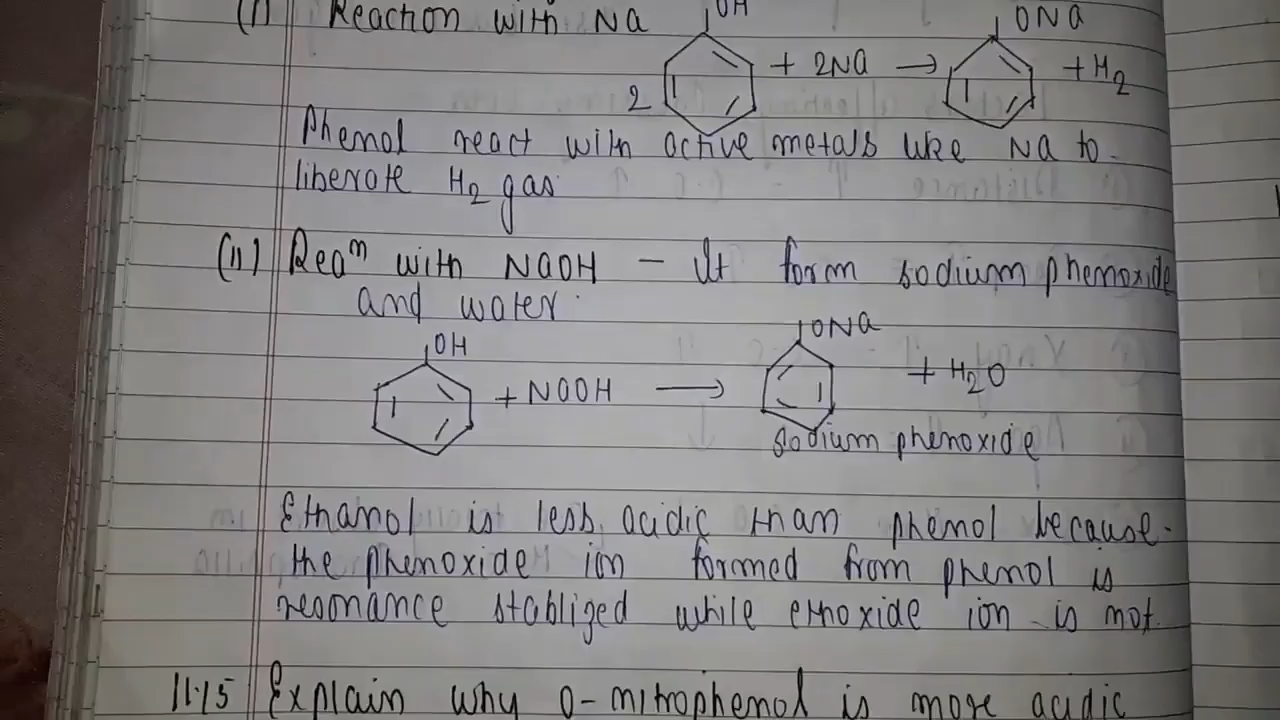 (i) Reaction with Na
OH
ONa
2 + 2Na → + H2
Phenol react with active metals like Na to
liberate H2 gas.
(ii) Reaⁿ with NaOH – It form sodium phenoxide
and water.
OH
ONa
+ NaOH → + H2O
Sodium phenoxide
Ethanol is less acidic than phenol because
the phenoxide ion formed from phenol is
resonance stablized while ethoxide ion is not
11.15 Explain why o-nitrophenol is more acidic